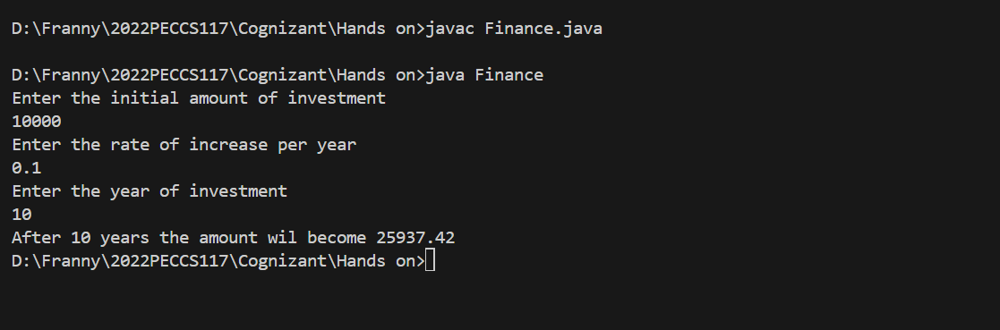 D:\Franny\2022PECCS117\Cognizant\Hands on>javac Finance.java
D:\Franny\2022PECCS117\Cognizant\Hands on>java Finance
Enter the initial amount of investment
10000
Enter the rate of increase per year
0.1
Enter the year of investment
10
After 10 years the amount wil become 25937.42
D:\Franny\2022PECCS117\Cognizant\Hands on>